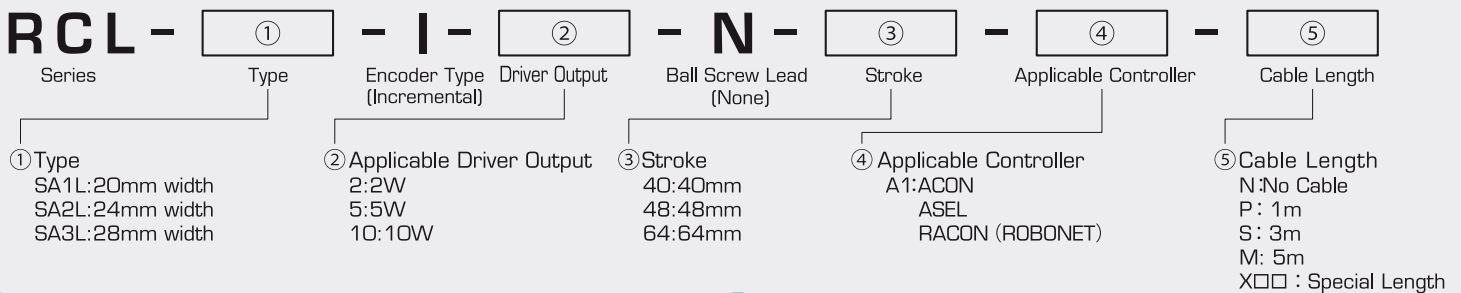 RCL - ① - I - ② - N - ③ - ④ - ⑤
Series Type Encoder Type Driver Output Ball Screw Lead Stroke Applicable Controller Cable Length
(Incremental) (None)
①Type
SA1L:20mm width
SA2L:24mm width
SA3L:28mm width
②Applicable Driver Output
2:2W
5:5W
10:10W
③Stroke
40:40mm
48:48mm
64:64mm
④Applicable Controller
A1:ACON
ASEL
RACON (ROBONET)
⑤Cable Length
N:No Cable
P : 1m
S : 3m
M: 5m
X□□ : Special Length